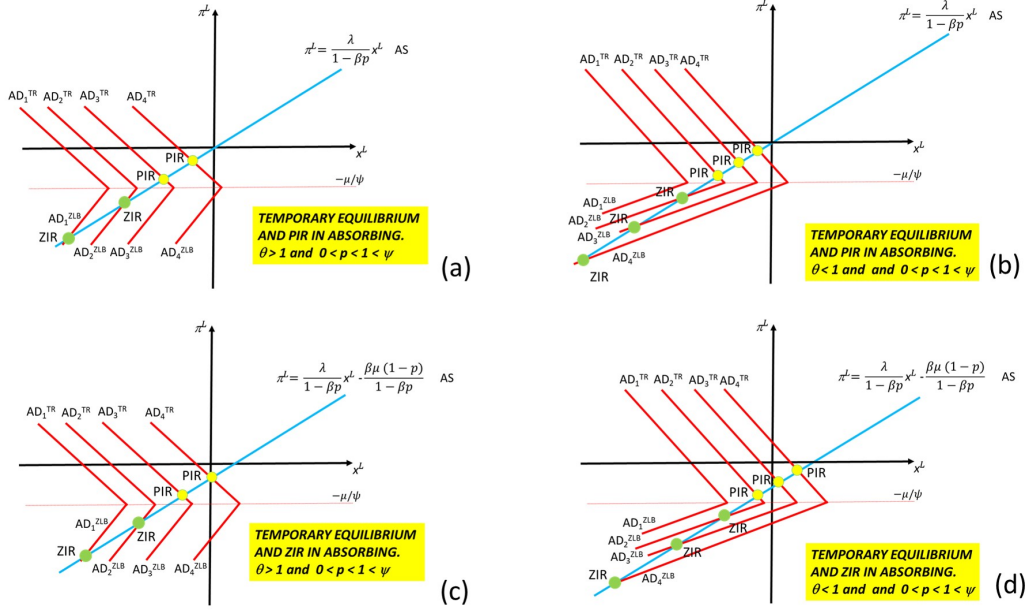 π^L
π^L = λ/(1 − βp) x^L AS
AD₁^TR AD₂^TR AD₃^TR AD₄^TR
x^L
PIR
PIR
−μ/ψ
ZIR
AD₁^ZLB
ZIR
AD₂^ZLB AD₃^ZLB AD₄^ZLB
TEMPORARY EQUILIBRIUM
AND PIR IN ABSORBING.
θ > 1 and 0 < p < 1 < ψ
(a)
π^L
π^L = λ/(1 − βp) x^L AS
AD₁^TR AD₂^TR AD₃^TR AD₄^TR
x^L
PIR
PIR
PIR
−μ/ψ
ZIR
AD₁^ZLB
AD₂^ZLB
ZIR
AD₃^ZLB
AD₄^ZLB
ZIR
TEMPORARY EQUILIBRIUM
AND PIR IN ABSORBING.
θ < 1 and and 0 < p < 1 < ψ
(b)
π^L
π^L = λ/(1 − βp) x^L - βμ (1 − p)/(1 − βp) AS
AD₁^TR AD₂^TR AD₃^TR AD₄^TR
x^L
PIR
PIR
−μ/ψ
AD₁^ZLB
ZIR
ZIR
AD₂^ZLB AD₃^ZLB AD₄^ZLB
TEMPORARY EQUILIBRIUM
AND ZIR IN ABSORBING.
θ > 1 and 0 < p < 1 < ψ
(c)
π^L
π^L = λ/(1 − βp) x^L - βμ (1 − p)/(1 − βp) AS
AD₁^TR AD₂^TR AD₃^TR AD₄^TR
x^L
PIR
PIR
PIR
−μ/ψ
AD₁^ZLB
ZIR
AD₂^ZLB
AD₃^ZLB
ZIR
ZIR
AD₄^ZLB
TEMPORARY EQUILIBRIUM
AND ZIR IN ABSORBING.
θ < 1 and and 0 < p < 1 < ψ
(d)